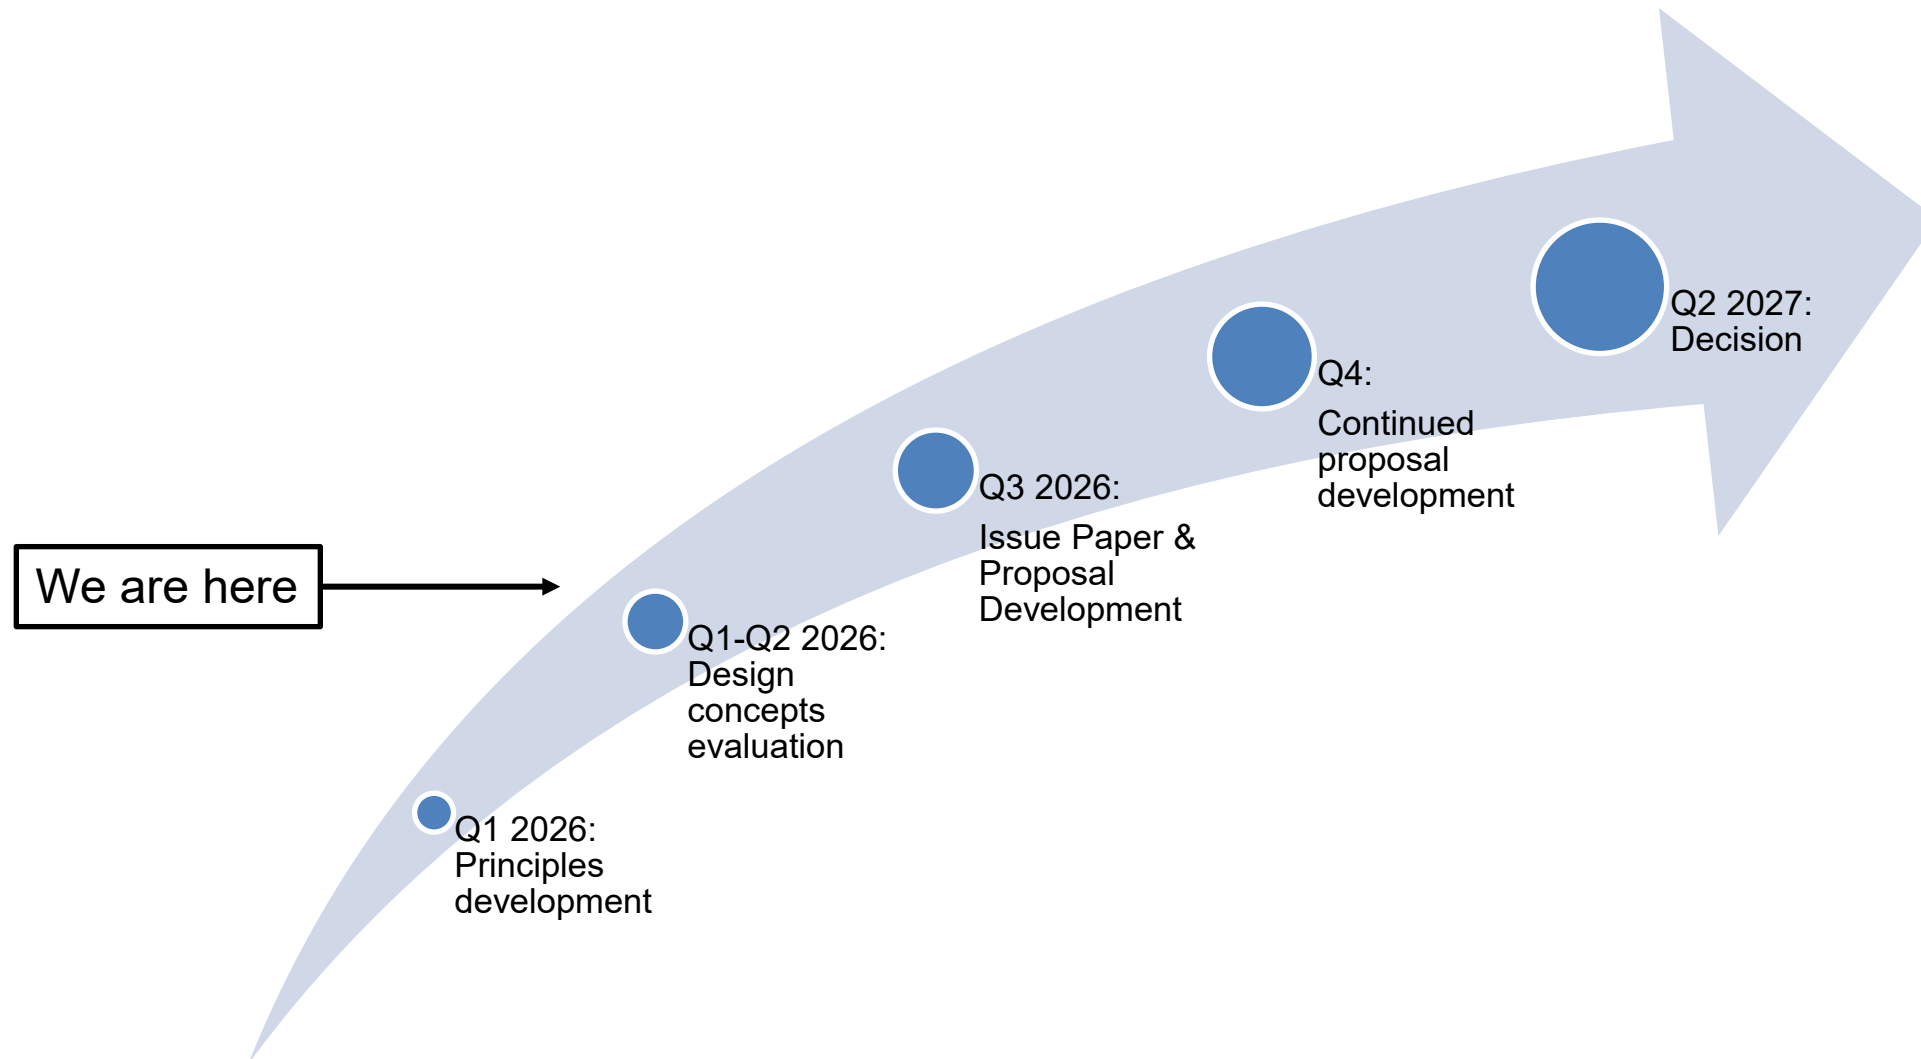 We are here
Q1 2026:
Principles
development
Q1-Q2 2026:
Design
concepts
evaluation
Q3 2026:
Issue Paper &
Proposal
Development
Q4:
Continued
proposal
development
Q2 2027:
Decision